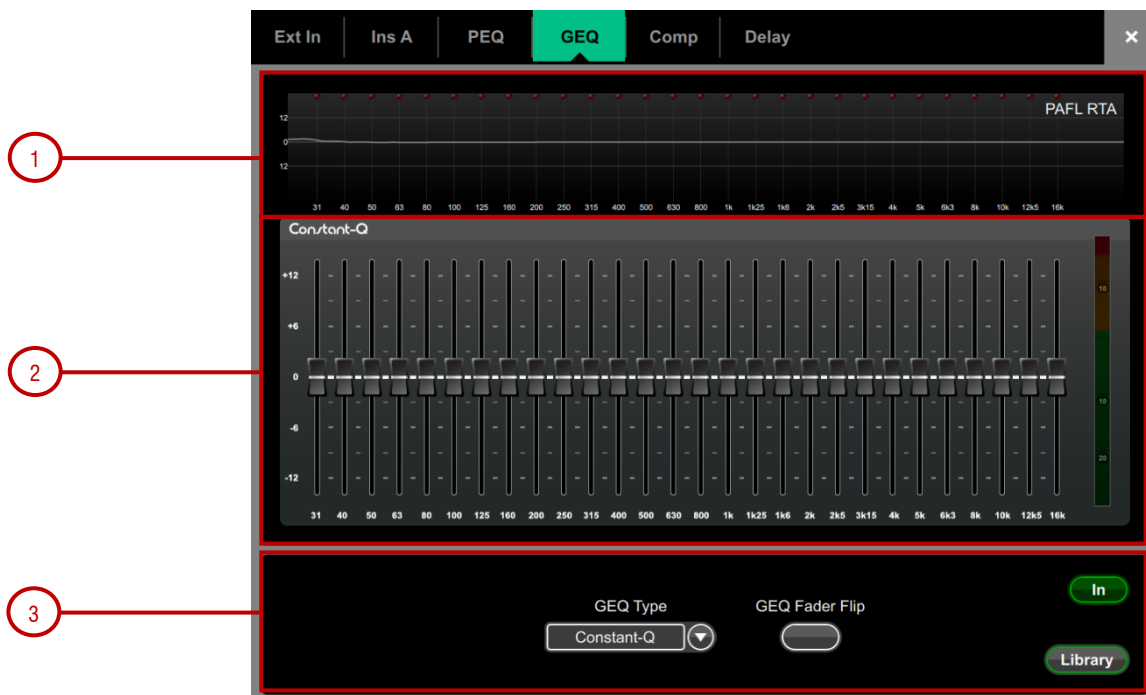 Ext In Ins A PEQ GEQ Comp Delay ×
PAFL RTA
12
0
12
31 40 50 63 80 100 125 160 200 250 315 400 500 630 800 1k 1k25 1k6 2k 2k5 3k15 4k 5k 6k3 8k 10k 12k5 16k
1
Constant-Q
+12
10
+6
0
2
10
-6
20
-12
31 40 50 63 80 100 125 160 200 250 315 400 500 630 800 1k 1k25 1k6 2k 2k5 3k15 4k 5k 6k3 8k 10k 12k5 16k
3
In
GEQ Type GEQ Fader Flip
Constant-Q
Library